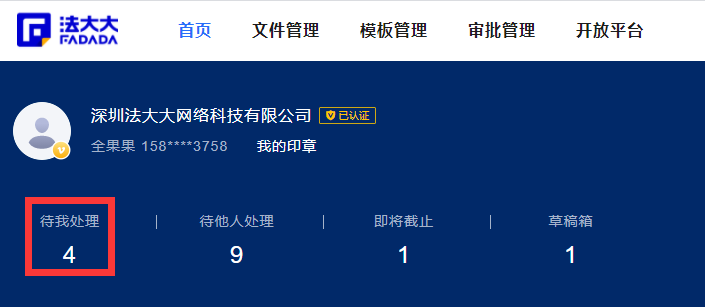 法大大
FADADA
首页 文件管理 模板管理 审批管理 开放平台
深圳法大大网络科技有限公司 已认证
全果果 158****3758 我的印章
待我处理 待他人处理 即将截止 草稿箱
4 9 1 1